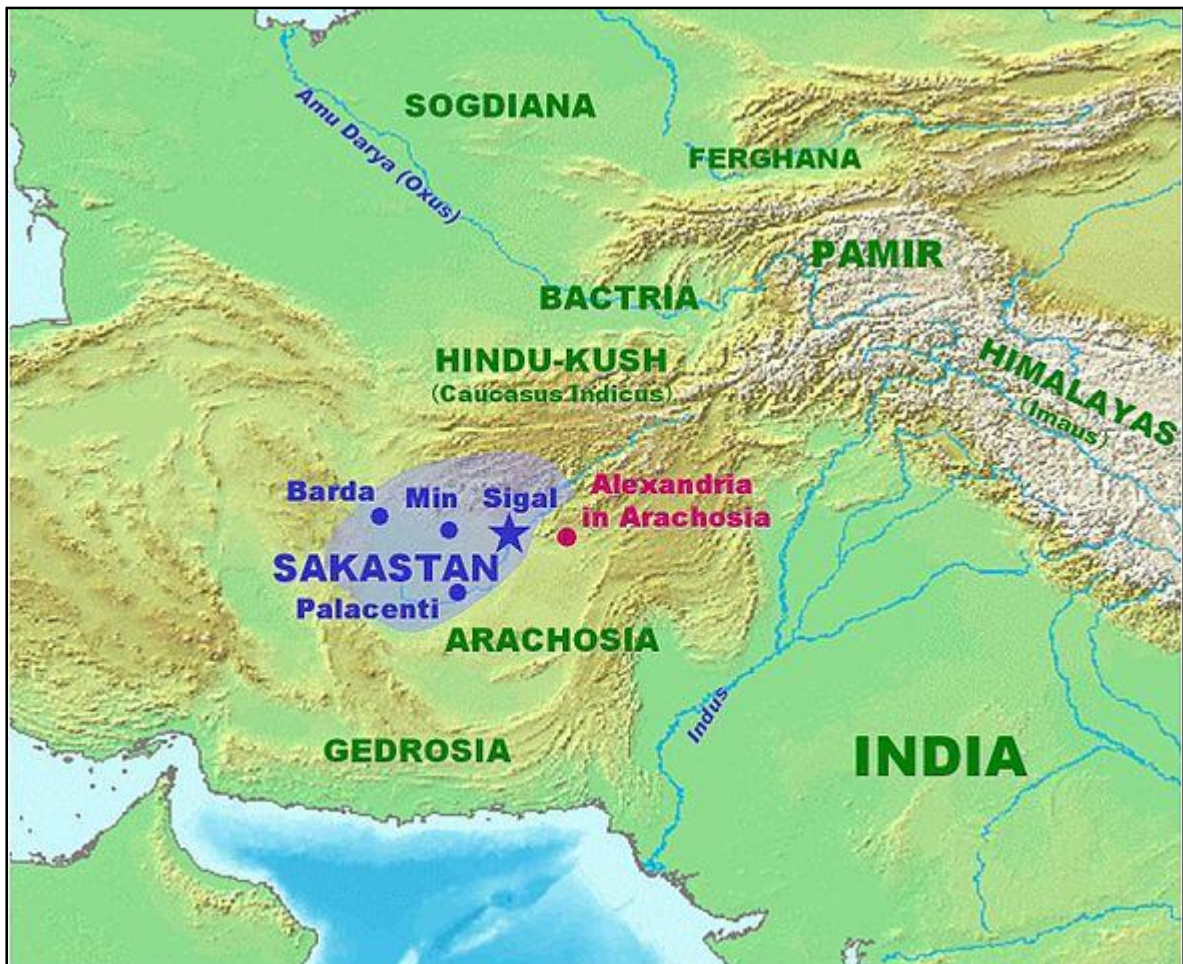 SOGDIANA
Amu Darya (Oxus)
FERGHANA
PAMIR
BACTRIA
HINDU-KUSH
(Caucasus Indicus)
HIMALAYAS
(Imaus)
Barda
Min
Sigal
Alexandria
in Arachosia
SAKASTAN
Palacenti
ARACHOSIA
Indus
GEDROSIA
INDIA